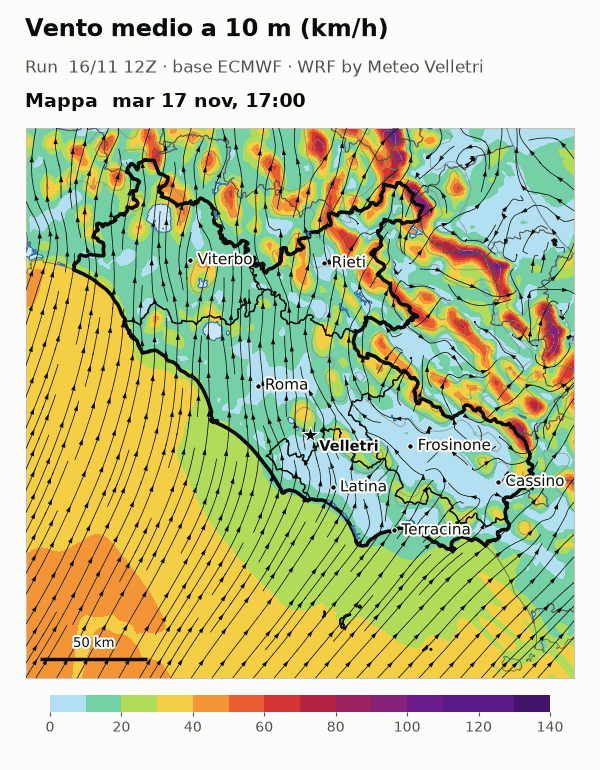 Vento medio a 10 m (km/h)
Run 16/11 12Z · base ECMWF · WRF by Meteo Velletri
Mappa mar 17 nov, 17:00
Viterbo
Rieti
Roma
Velletri
Frosinone
Cassino
Latina
Terracina
50 km
0 20 40 60 80 100 120 140